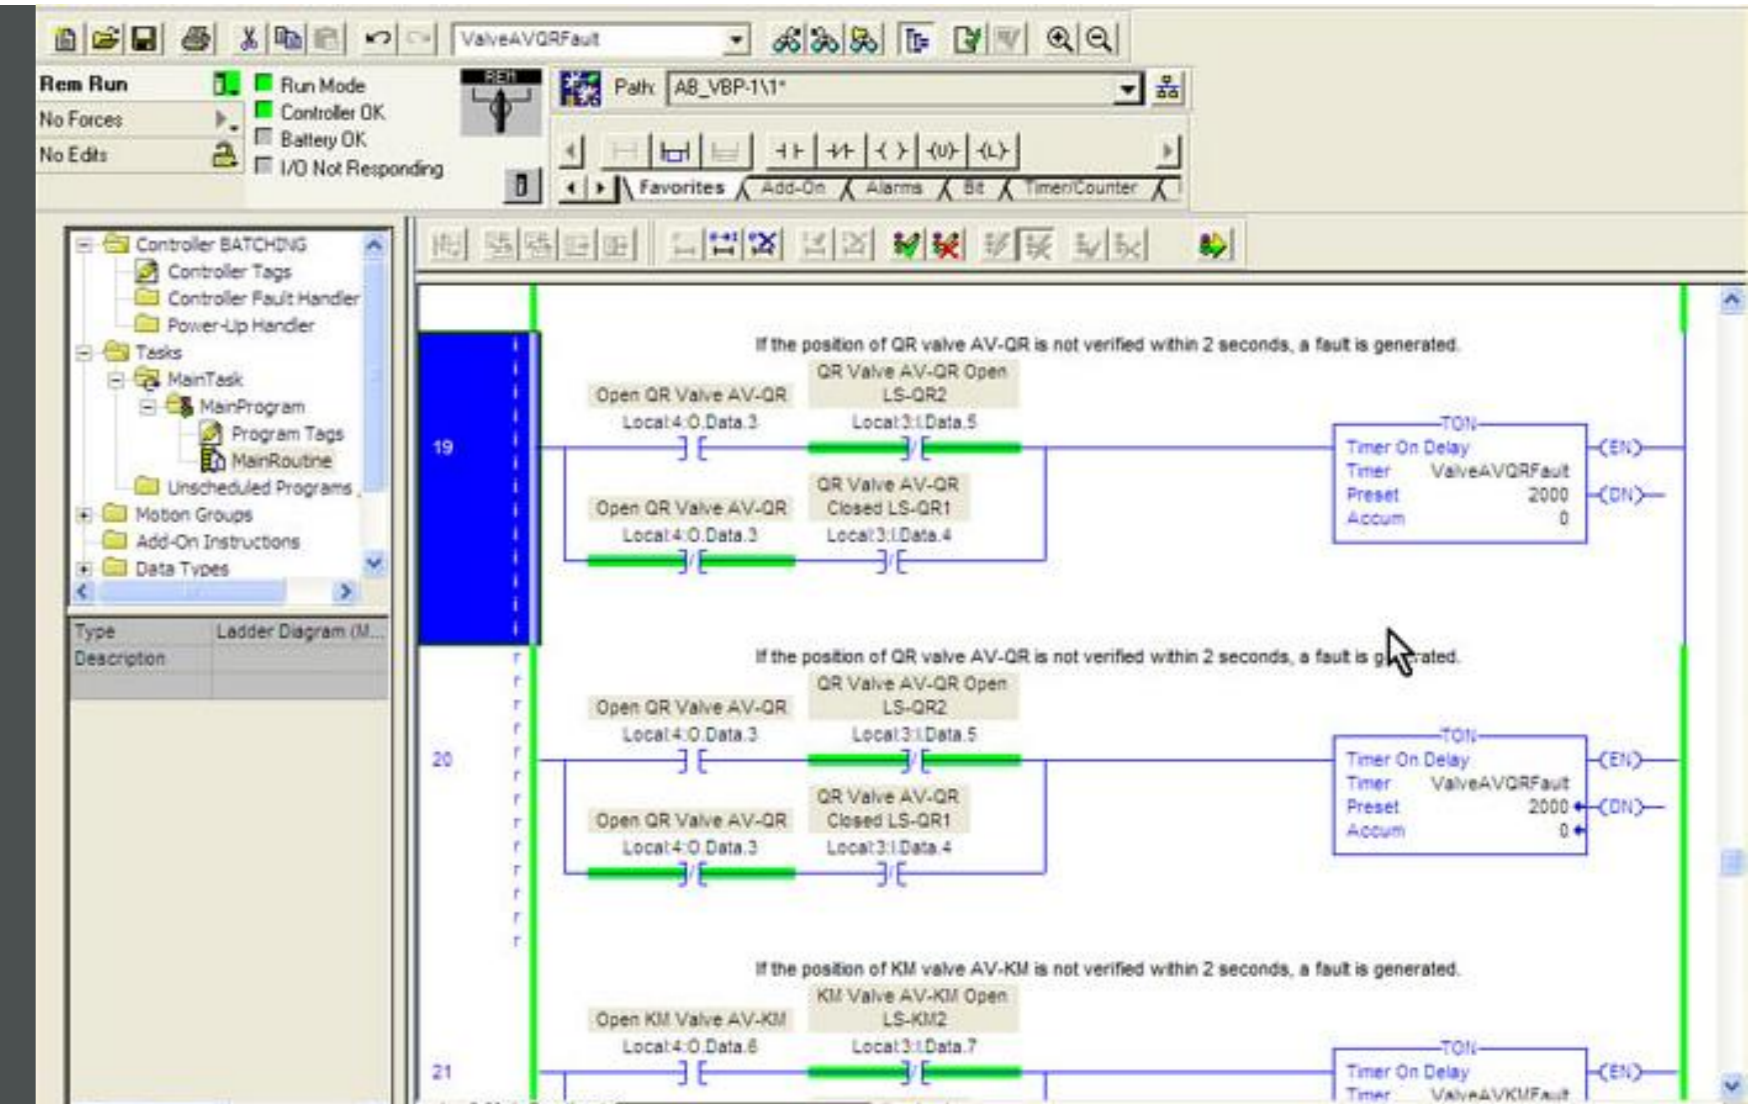 ValveAVQRFault
Rem Run
Run Mode
REM
Path: AB_VBP-1\1*
No Forces
Controller OK
Battery OK
No Edits
I/O Not Responding
Favorites Add-On Alarms Bit Timer/Counter
Controller BATCHING
Controller Tags
Controller Fault Handler
Power-Up Handler
Tasks
MainTask
MainProgram
Program Tags
MainRoutine
Unscheduled Programs
Motion Groups
Add-On Instructions
Data Types
Type Ladder Diagram (M...
Description
If the position of QR valve AV-QR is not verified within 2 seconds, a fault is generated.
QR Valve AV-QR Open
Open QR Valve AV-QR LS-QR2
Local:4:O.Data.3 Local:3:I.Data.5
TON
19
Timer On Delay (EN)
Timer ValveAVQRFault
Preset 2000 (DN)
Accum 0
QR Valve AV-QR
Open QR Valve AV-QR Closed LS-QR1
Local:4:O.Data.3 Local:3:I.Data.4
If the position of QR valve AV-QR is not verified within 2 seconds, a fault is generated.
QR Valve AV-QR Open
Open QR Valve AV-QR LS-QR2
Local:4:O.Data.3 Local:3:I.Data.5
TON
20
Timer On Delay (EN)
Timer ValveAVQRFault
Preset 2000 (DN)
Accum 0
QR Valve AV-QR
Open QR Valve AV-QR Closed LS-QR1
Local:4:O.Data.3 Local:3:I.Data.4
If the position of KM valve AV-KM is not verified within 2 seconds, a fault is generated.
KM Valve AV-KM Open
Open KM Valve AV-KM LS-KM2
Local:4:O.Data.6 Local:3:I.Data.7
TON
21
Timer On Delay (EN)
Timer ValveAVKMFault